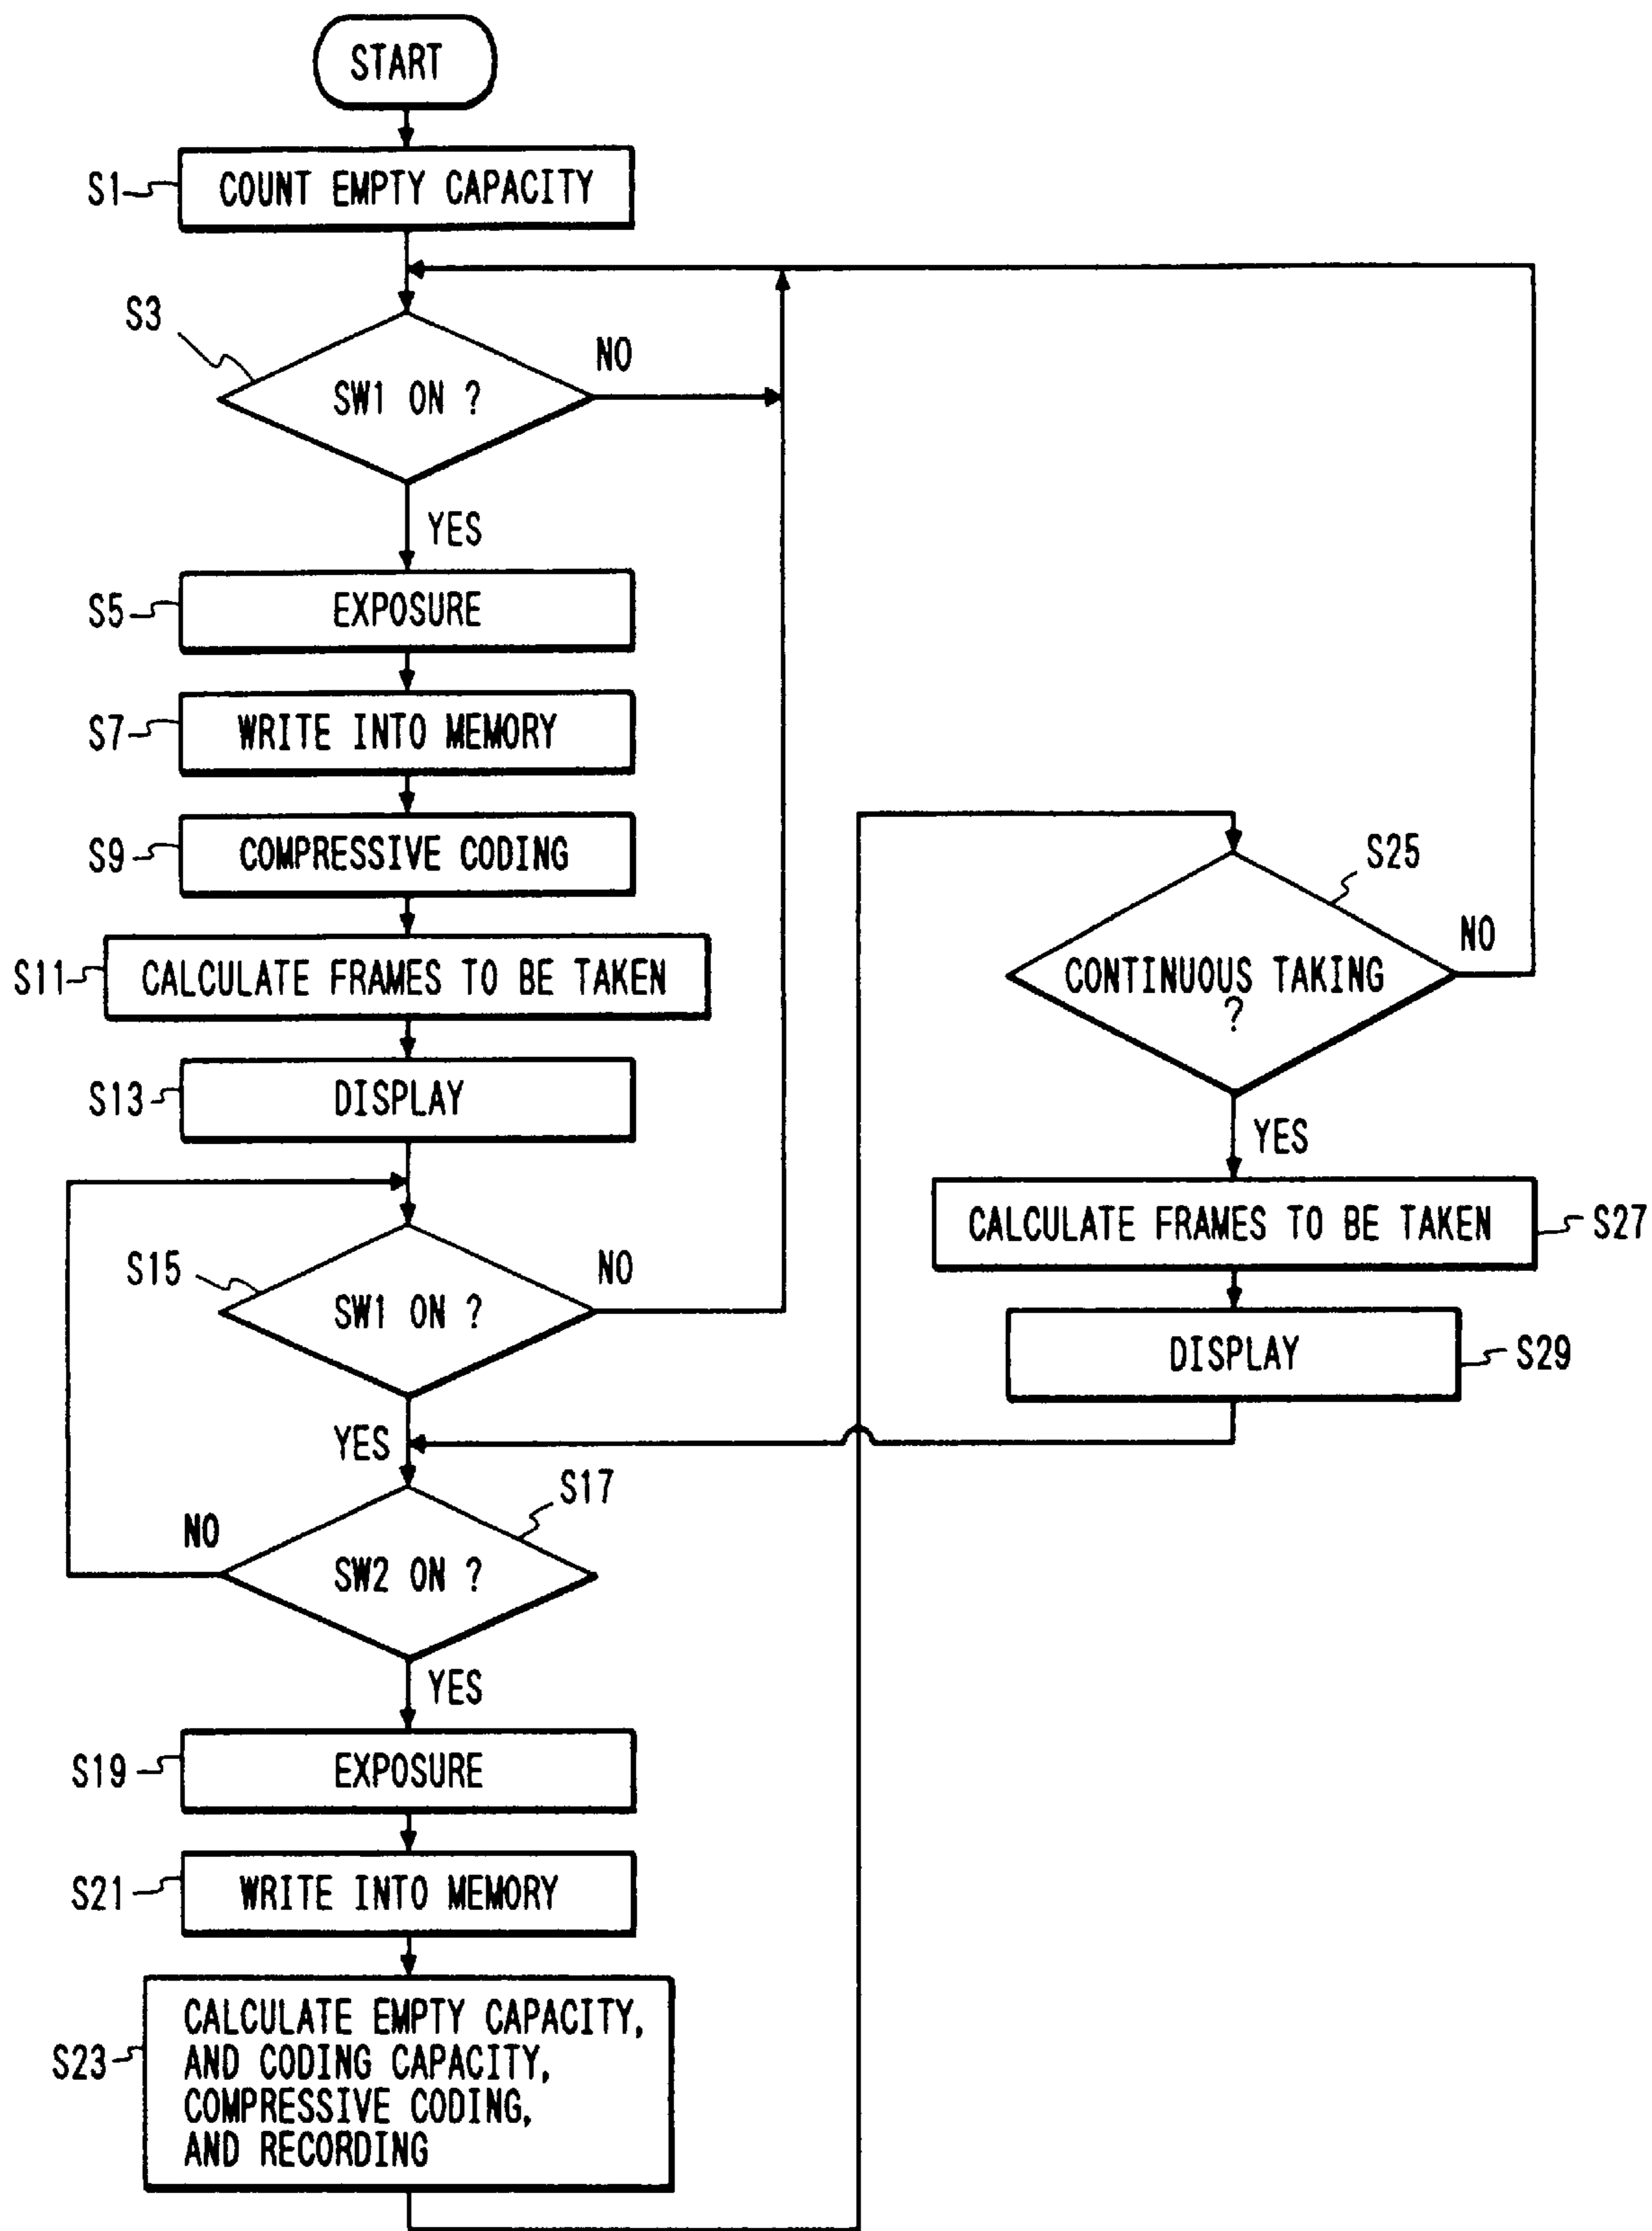 START
S1
COUNT EMPTY CAPACITY
S3
SW1 ON ?
NO
YES
S5
EXPOSURE
S7
WRITE INTO MEMORY
S9
COMPRESSIVE CODING
S11
CALCULATE FRAMES TO BE TAKEN
S13
DISPLAY
S15
SW1 ON ?
NO
YES
S17
SW2 ON ?
NO
YES
S19
EXPOSURE
S21
WRITE INTO MEMORY
S23
CALCULATE EMPTY CAPACITY,
AND CODING CAPACITY,
COMPRESSIVE CODING,
AND RECORDING
S25
CONTINUOUS TAKING
?
NO
YES
CALCULATE FRAMES TO BE TAKEN
S27
DISPLAY
S29